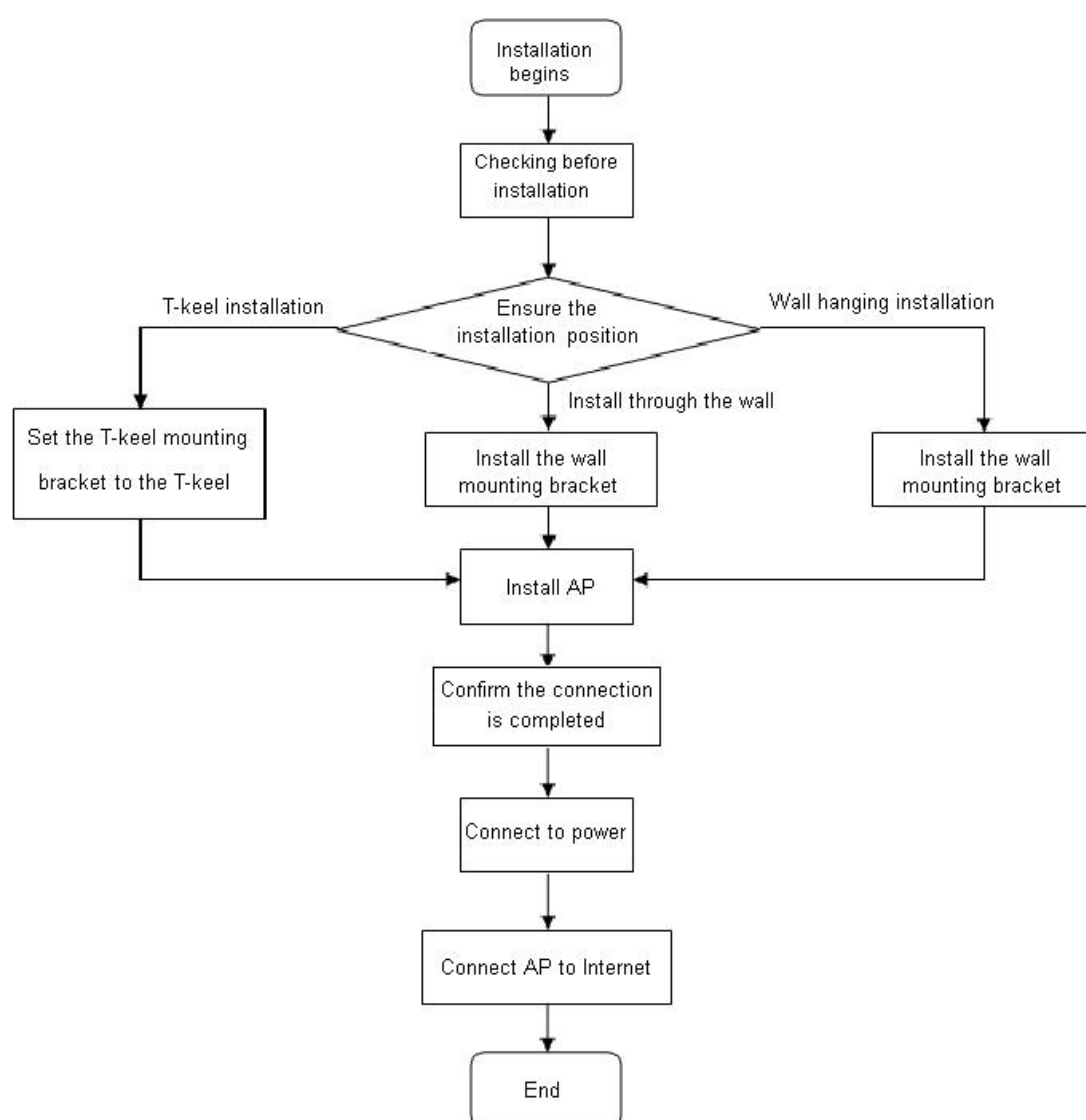 Installation
begins
Checking before
installation
T-keel installation
Ensure the
installation position
Wall hanging installation
Install through the wall
Set the T-keel mounting
bracket to the T-keel
Install the wall
mounting bracket
Install the wall
mounting bracket
Install AP
Confirm the connection
is completed
Connect to power
Connect AP to Internet
End